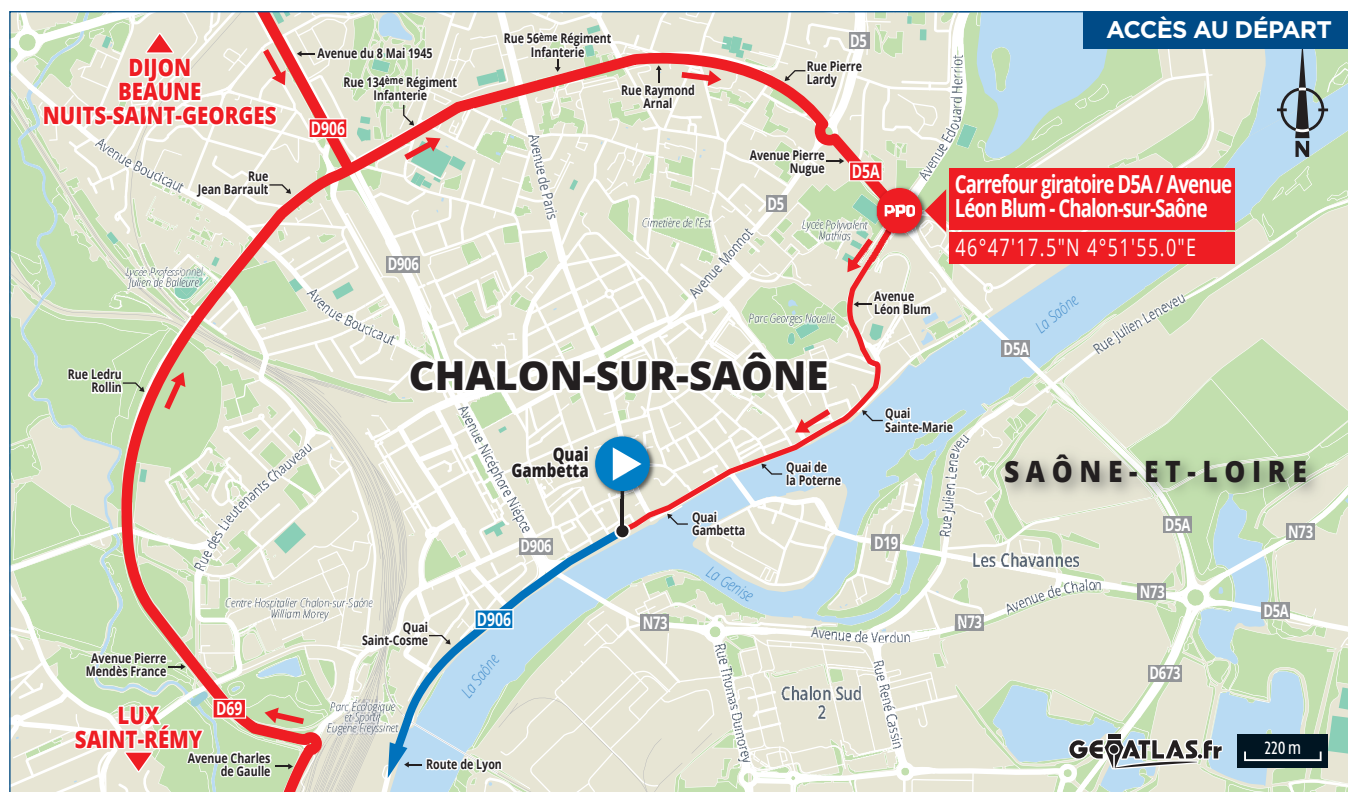 ACCÈS AU DÉPART
DIJON
BEAUNE
NUITS-SAINT-GEORGES
Avenue du 8 Mai 1945
Rue 134ème Régiment
Infanterie
Rue 56ème Régiment
Infanterie
Rue Raymond
Arnal
D5
Rue Pierre
Lardy
Avenue Edouard Herriot
N
D906
Avenue Boucicaut
Rue
Jean Barrault
Avenue de Paris
Avenue Pierre
Nugue
D5A
Carrefour giratoire D5A / Avenue
Léon Blum - Chalon-sur-Saône
46°47'17.5"N 4°51'55.0"E
PPO
D5
Cimetière de l'Est
Lycée Polyvalent
Mathias
Avenue Monnot
D906
Lycée Professionnel
Julien de Balleure
Avenue Boucicaut
Avenue
Léon Blum
Parc Georges Nouelle
La Saône
Rue Julien Leneveu
D5A
Rue Ledru
Rollin
CHALON-SUR-SAÔNE
Avenue Nicéphore Niépce
Quai
Sainte-Marie
Quai
Gambetta
Quai de
la Poterne
Rue Julien Leneveu
SAÔNE-ET-LOIRE
Rue des Lieutenants Chauveau
Quai
Gambetta
D5A
N73
D906
D19
Les Chavannes
La Genise
Avenue de Chalon
N73
D5A
Centre Hospitalier Chalon-sur-Saône
William Morey
D906
Quai
Saint-Cosme
N73
Avenue de Verdun
N73
Avenue Pierre
Mendès France
La Saône
Rue Thomas Dumorey
Rue René Cassin
D673
Chalon Sud
2
D69
Parc Écologique
et Sportif
Eugène Freyssinet
LUX
SAINT-RÉMY
Avenue Charles
de Gaulle
Route de Lyon
GEOATLAS.fr
220 m